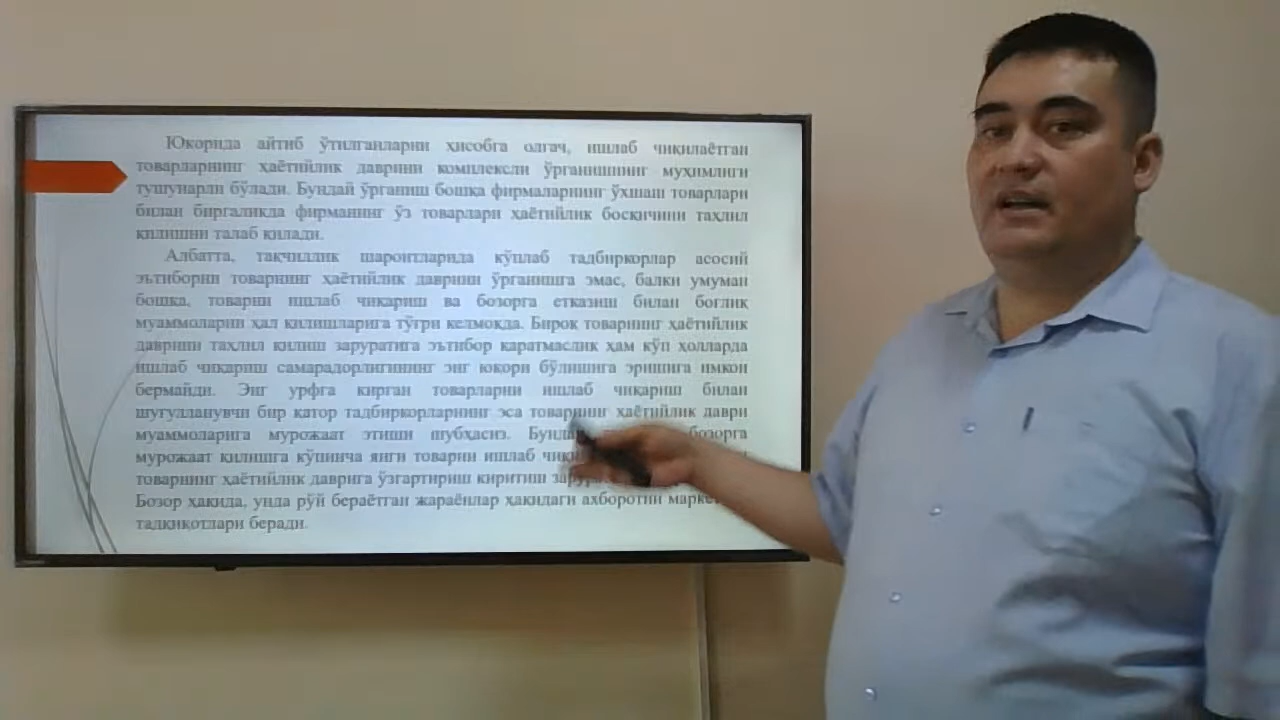 Юқорида айтиб ўтилганларни ҳисобга олгач, ишлаб чиқилаётган
товарларнинг ҳаётийлик даврини комплексли ўрганишнинг муҳимлиги
тушунарли бўлади. Бундай ўрганиш бошқа фирмаларнинг ўхшаш товарлари
билан биргаликда фирманинг ўз товарлари ҳаётийлик босқичини таҳлил
қилишни талаб қилади.
Албатта, тақчиллик шароитларида кўплаб тадбиркорлар асосий
эътиборни товарнинг ҳаётийлик даврини ўрганишга эмас, балки умуман
бошқа, товарни ишлаб чиқариш ва бозорга етказиш билан боғлиқ
муаммоларни ҳал қилишларига тўғри келмоқда. Бироқ товарнинг ҳаётийлик
даврини таҳлил қилиш заруратига эътибор қаратмаслик ҳам кўп ҳолларда
ишлаб чиқариш самарадорлигининг энг юқори бўлишига эришига имкон
бермайди. Энг урфга кирган товарларни ишлаб чиқариш билан
шуғулланувчи бир қатор тадбиркорларнинг эса товарнинг ҳаётийлик даври
муаммоларига мурожаат этиши шубҳасиз. Бундай бозорга
мурожаат қилишга кўпинча янги товарни ишлаб
товарнинг ҳаётийлик даврига ўзгартириш киритиш
Бозор ҳақида, унда рўй бераётган жараёнлар ҳақидаги ахборотни
тадқиқотлари беради.